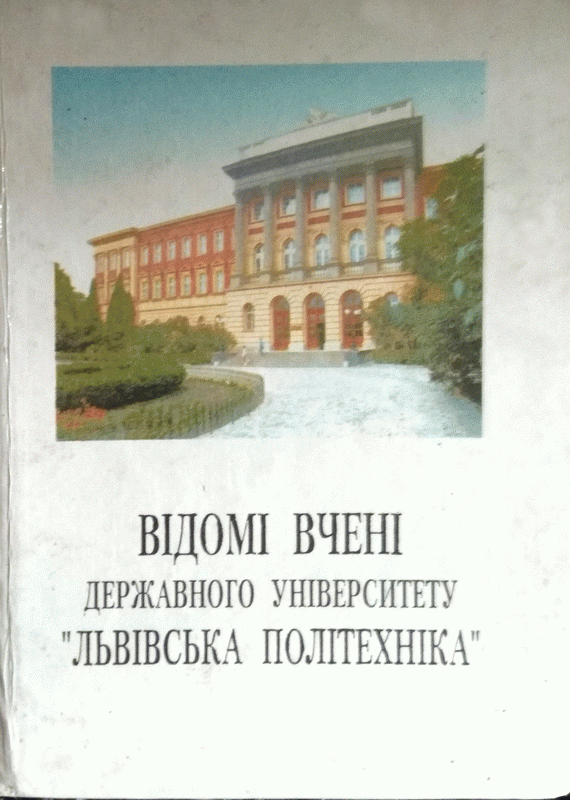 ВІДОМІ ВЧЕНІ
ДЕРЖАВНОГО УНІВЕРСИТЕТУ
"ЛЬВІВСЬКА ПОЛІТЕХНІКА"